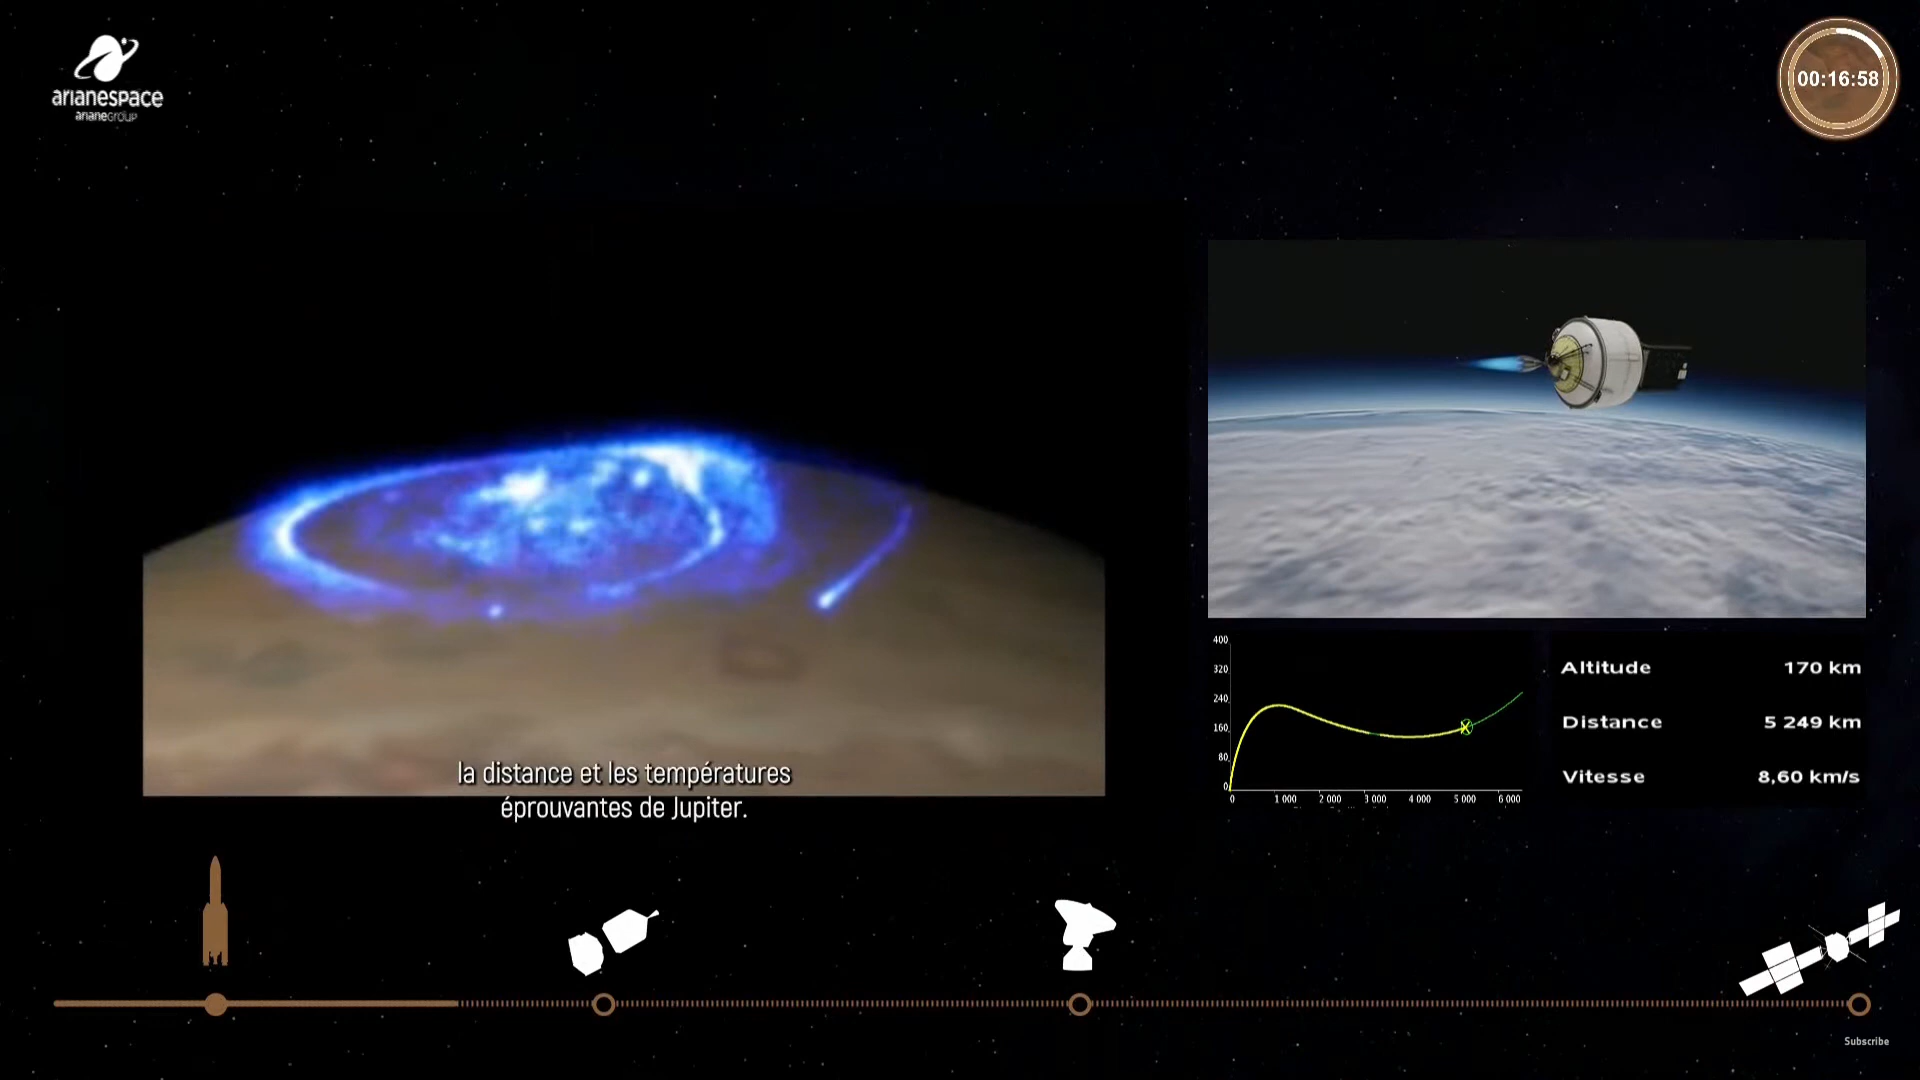 arianespace
arianeGROUP
00:16:58
la distance et les températures
éprouvantes de Jupiter.
400
320
240
160
80
0
0 1 000 2 000 3 000 4 000 5 000 6 000
Altitude 170 km
Distance 5 249 km
Vitesse 8,60 km/s
Subscribe